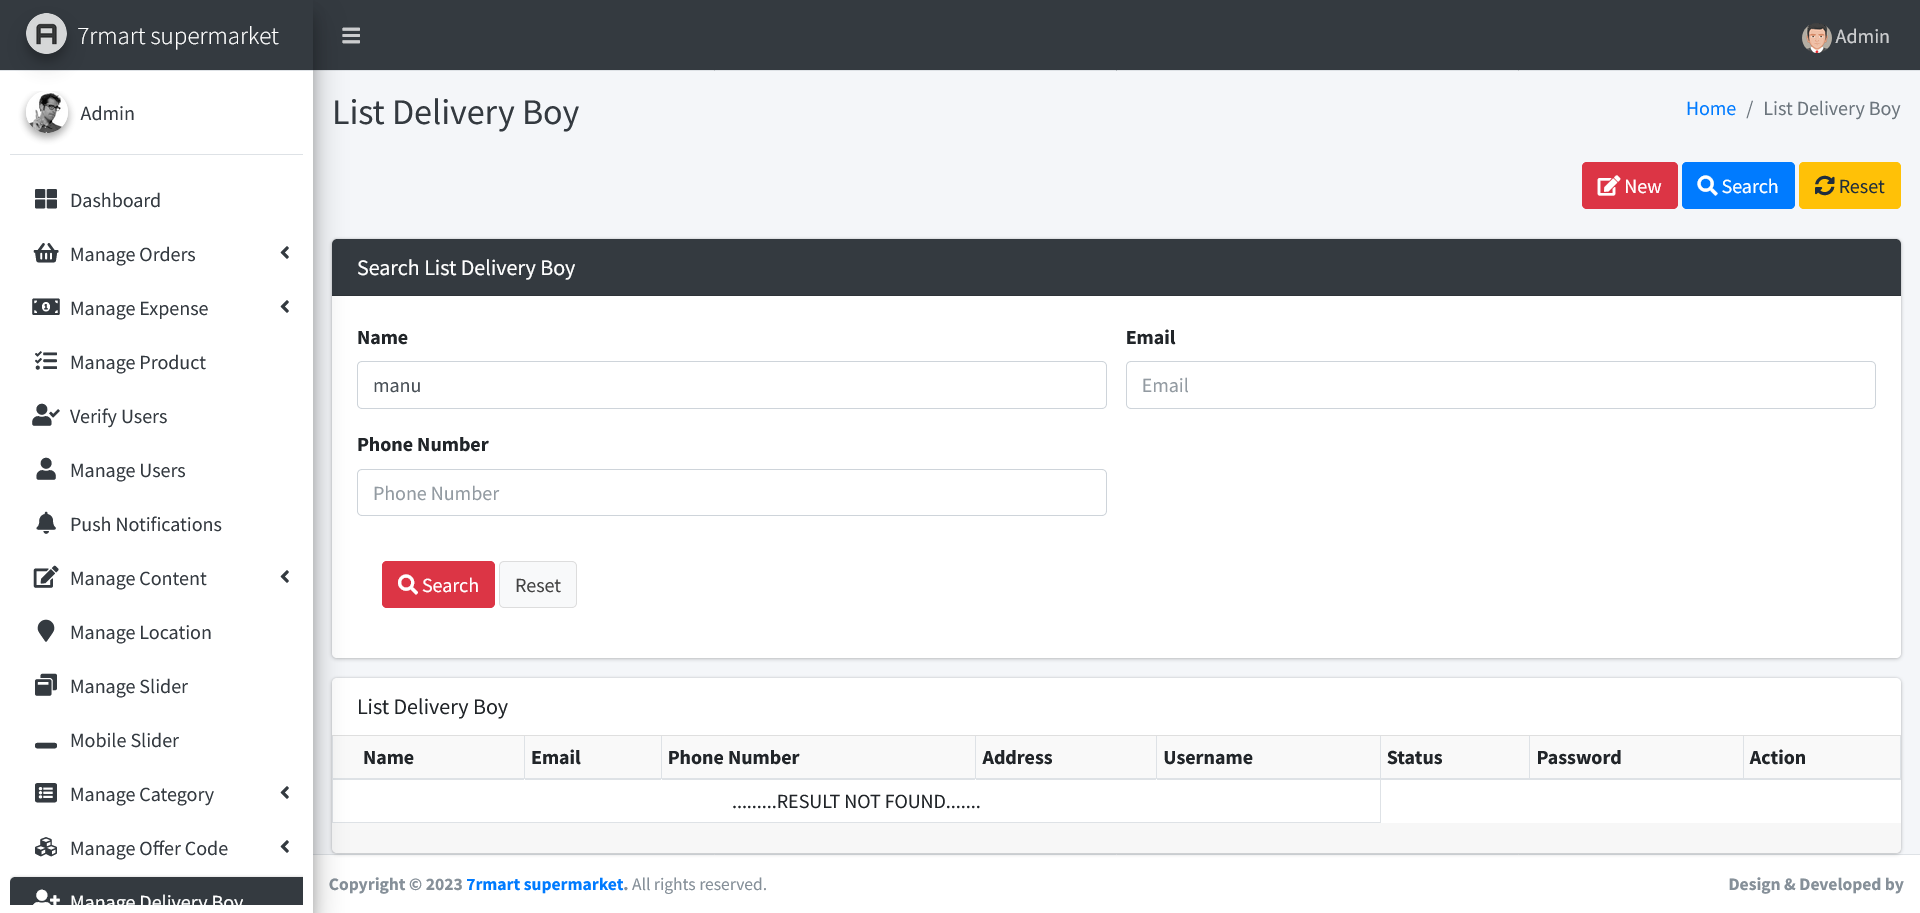 7rmart supermarket
Admin
Admin
Dashboard
Manage Orders
Manage Expense
Manage Product
Verify Users
Manage Users
Push Notifications
Manage Content
Manage Location
Manage Slider
Mobile Slider
Manage Category
Manage Offer Code
Manage Delivery Boy
List Delivery Boy
Home / List Delivery Boy
New Search Reset
Search List Delivery Boy
Name Email
manu Email
Phone Number
Phone Number
Search Reset
List Delivery Boy
Name Email Phone Number Address Username Status Password Action
.........RESULT NOT FOUND.......
Copyright © 2023 7rmart supermarket. All rights reserved. Design & Developed by